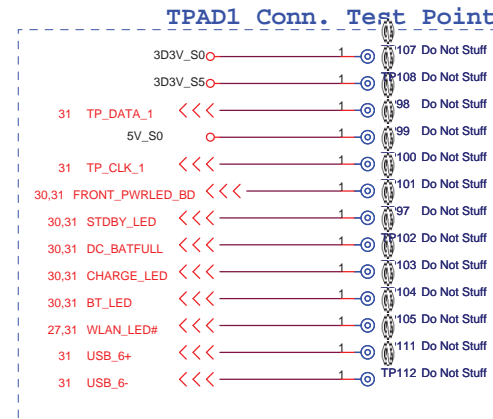 TPAD1 Conn. Test Point
3D3V_S0 1 107 Do Not Stuff
3D3V_S5 1 TP108 Do Not Stuff
31 TP_DATA_1 1 98 Do Not Stuff
5V_S0 1 99 Do Not Stuff
31 TP_CLK_1 1 100 Do Not Stuff
30,31 FRONT_PWRLED_BD 1 101 Do Not Stuff
30,31 STDBY_LED 1 97 Do Not Stuff
30,31 DC_BATFULL 1 TP102 Do Not Stuff
30,31 CHARGE_LED 1 103 Do Not Stuff
30,31 BT_LED 1 104 Do Not Stuff
27,31 WLAN_LED# 1 105 Do Not Stuff
31 USB_6+ 1 111 Do Not Stuff
31 USB_6- 1 TP112 Do Not Stuff